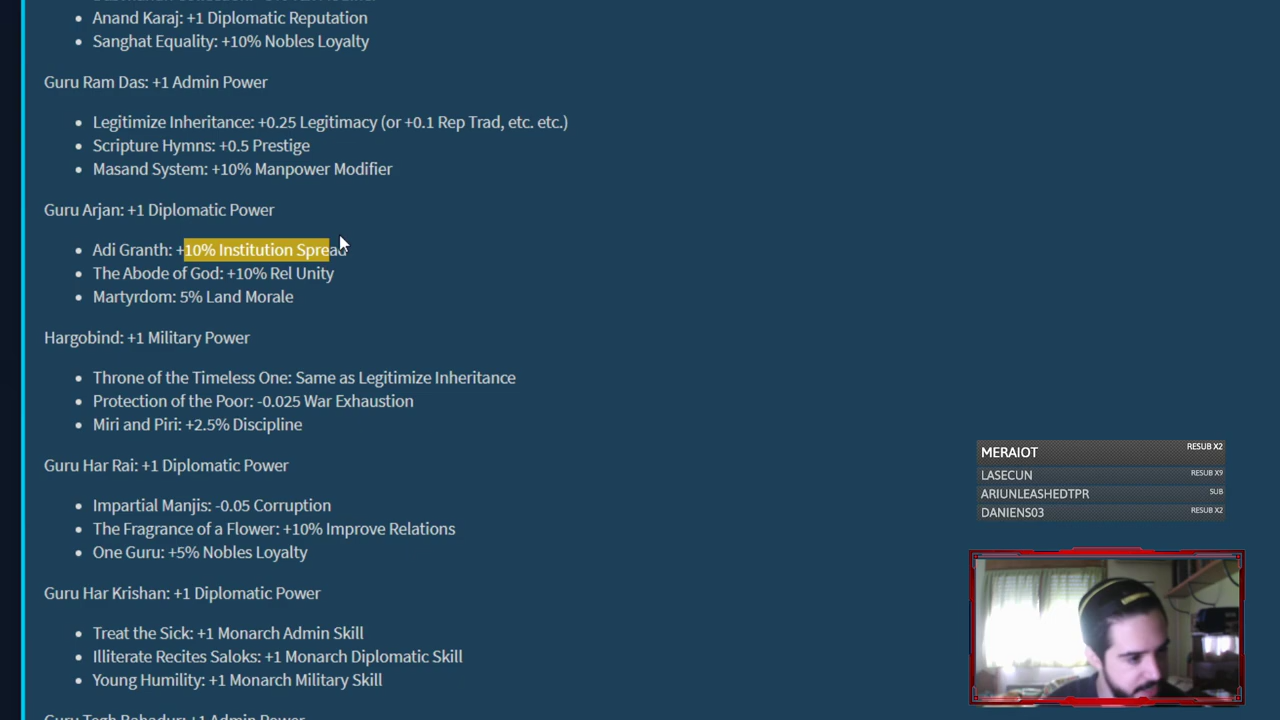 Anand Karaj: +1 Diplomatic Reputation
Sanghat Equality: +10% Nobles Loyalty
Guru Ram Das: +1 Admin Power
Legitimize Inheritance: +0.25 Legitimacy (or +0.1 Rep Trad, etc. etc.)
Scripture Hymns: +0.5 Prestige
Masand System: +10% Manpower Modifier
Guru Arjan: +1 Diplomatic Power
Adi Granth: +10% Institution Spread
The Abode of God: +10% Rel Unity
Martyrdom: 5% Land Morale
Hargobind: +1 Military Power
Throne of the Timeless One: Same as Legitimize Inheritance
Protection of the Poor: -0.025 War Exhaustion
Miri and Piri: +2.5% Discipline
Guru Har Rai: +1 Diplomatic Power
Impartial Manjis: -0.05 Corruption
The Fragrance of a Flower: +10% Improve Relations
One Guru: +5% Nobles Loyalty
Guru Har Krishan: +1 Diplomatic Power
Treat the Sick: +1 Monarch Admin Skill
Illiterate Recites Saloks: +1 Monarch Diplomatic Skill
Young Humility: +1 Monarch Military Skill
Guru Tegh Bahadur: +1 Admin Power
MERAIOT RESUB X2
LASECUN RESUB X9
ARIUNLEASHEDTPR SUB
DANIENS03 RESUB X2